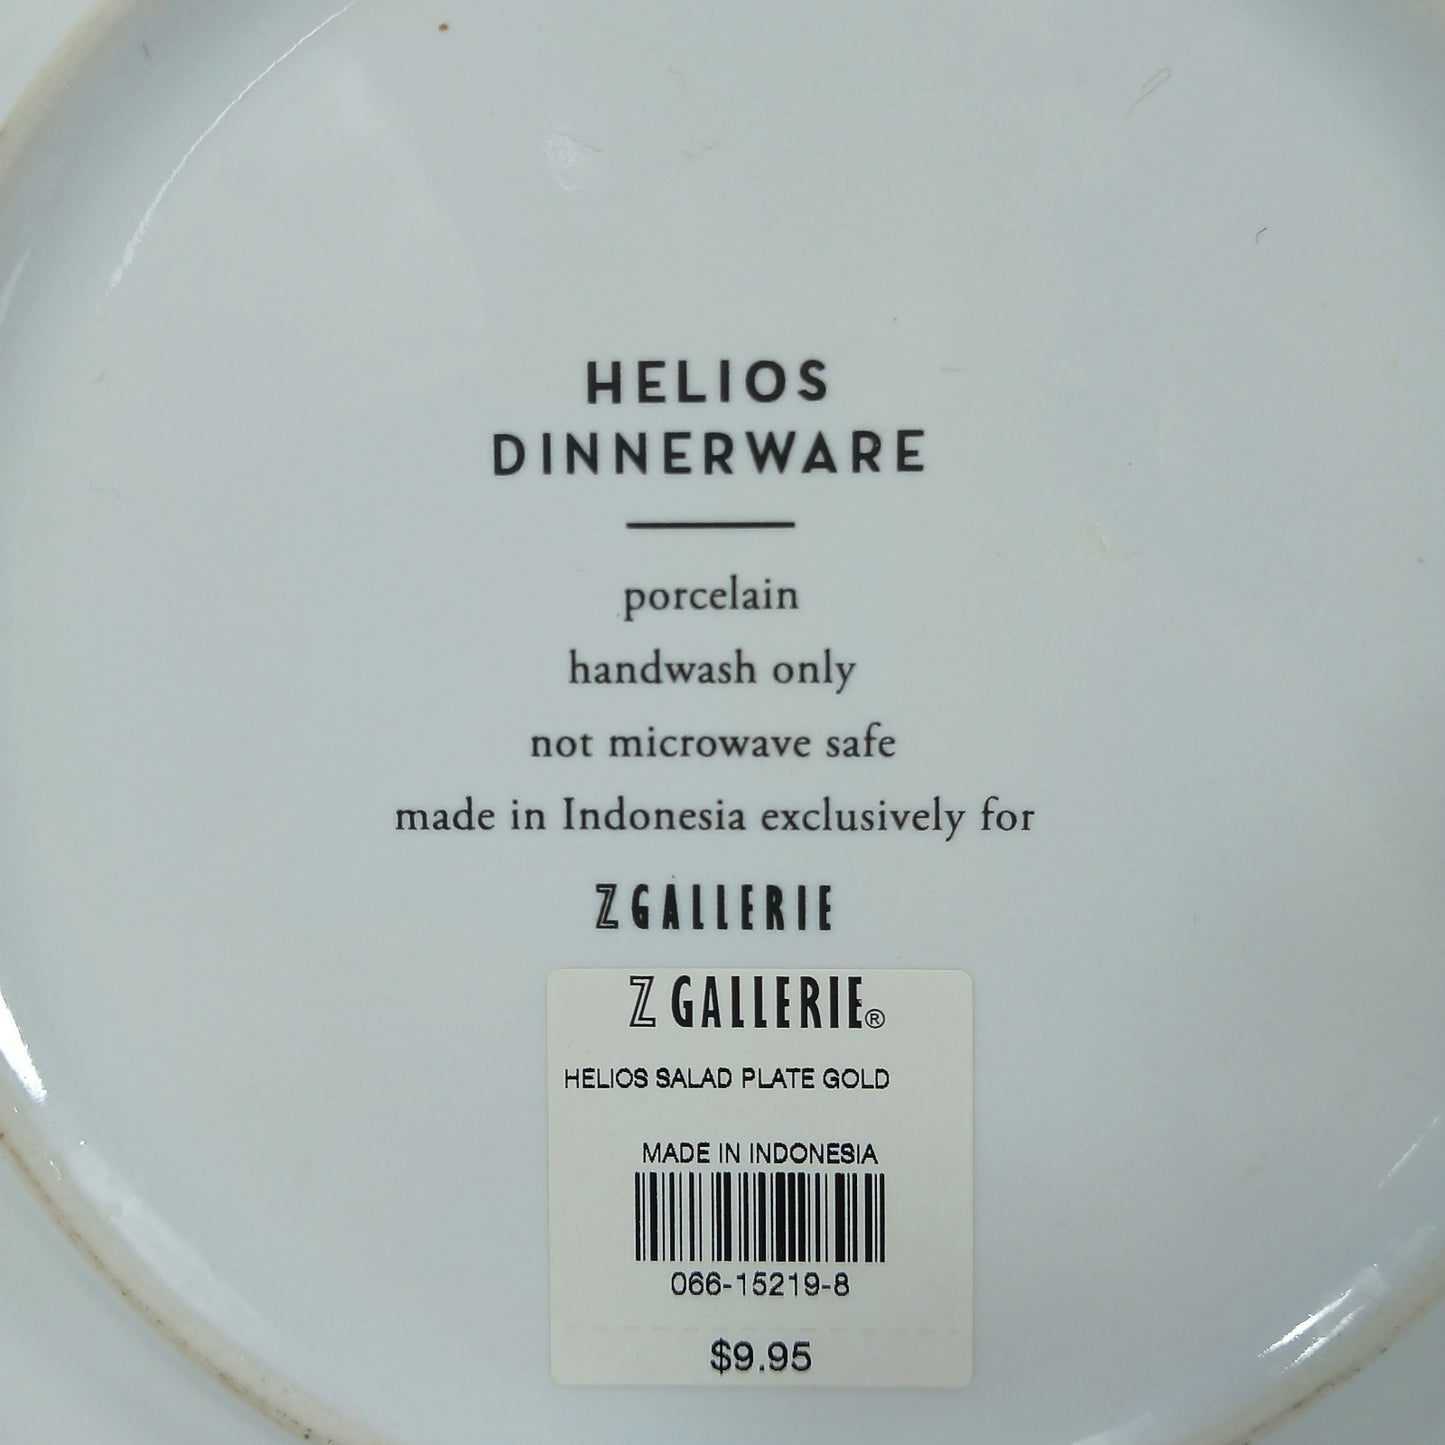 HELIOS
DINNERWARE
porcelain
handwash only
not microwave safe
made in Indonesia exclusively for
Z GALLERIE
Z GALLERIE®
HELIOS SALAD PLATE GOLD
MADE IN INDONESIA
066-15219-8
$9.95